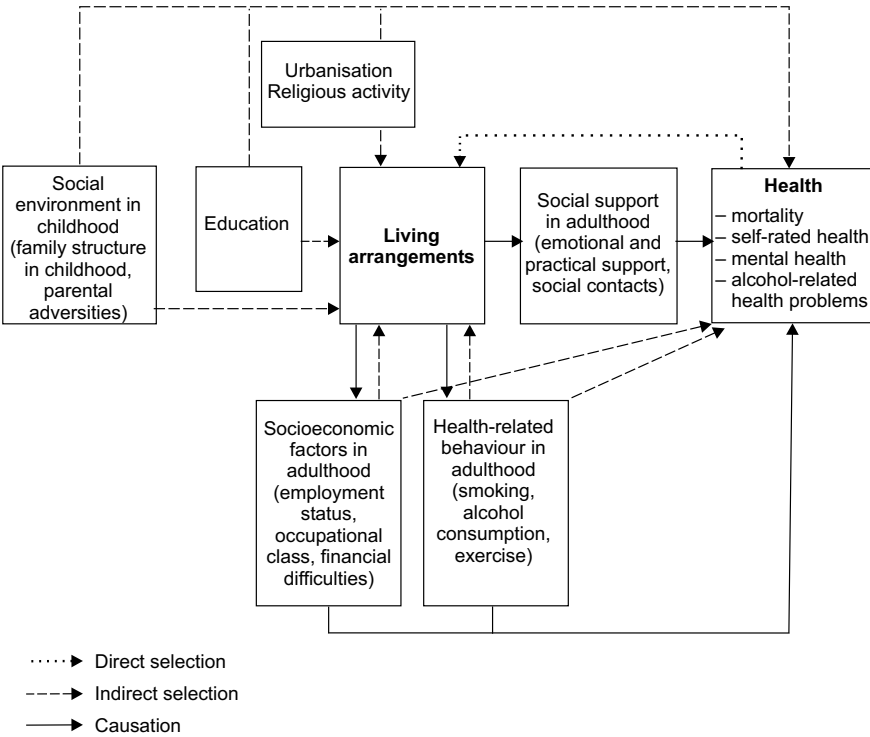 Urbanisation
Religious activity
Social
environment in
childhood
(family structure
in childhood,
parental
adversities)
Education
Living
arrangements
Social support
in adulthood
(emotional and
practical support,
social contacts)
Health
– mortality
– self-rated health
– mental health
– alcohol-related
health problems
Socioeconomic
factors in
adulthood
(employment
status,
occupational
class, financial
difficulties)
Health-related
behaviour in
adulthood
(smoking,
alcohol
consumption,
exercise)
Direct selection
Indirect selection
Causation